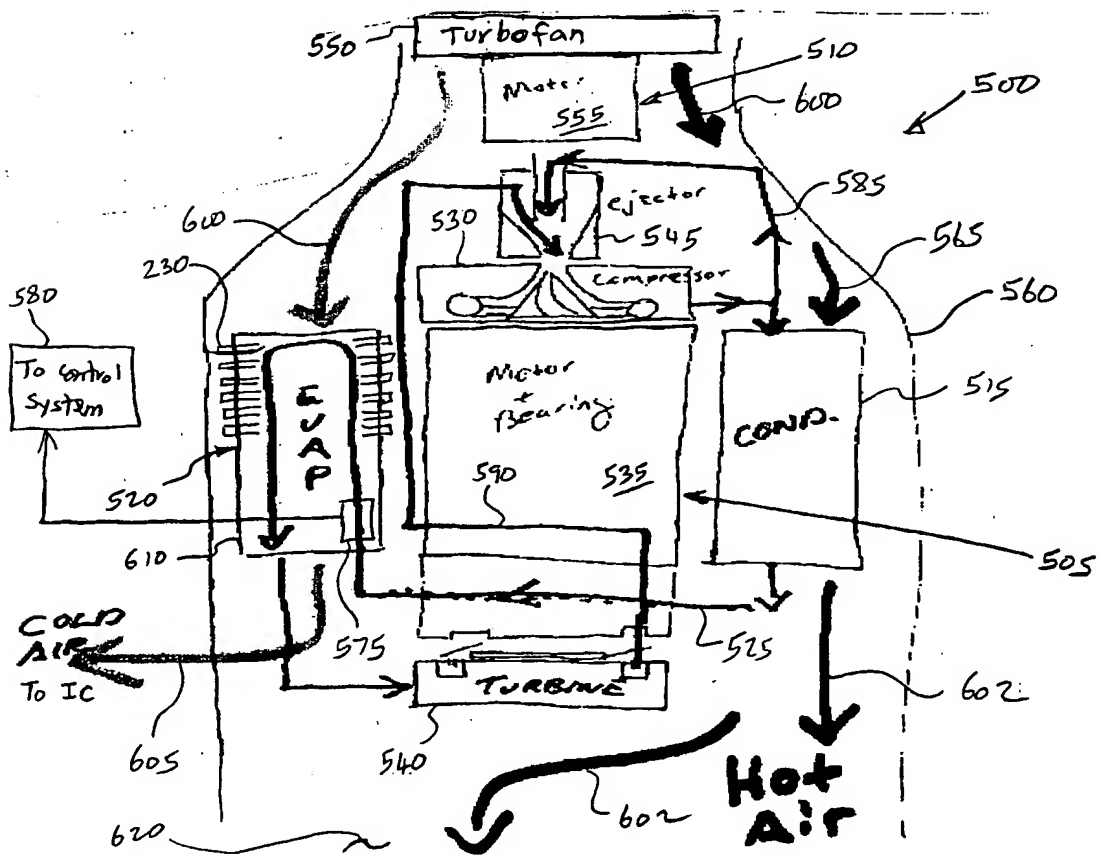 550
Turbofan
510
Motor
555
600
500
585
ejector
545
530
600
230
565
560
compressor
580
To control
system
EVAP
Motor
+
Bearing
COND.
515
535
520
590
610
505
575
525
COLD
AIR
To IC
TURBINE
602
605
540
602
Hot
Air
620